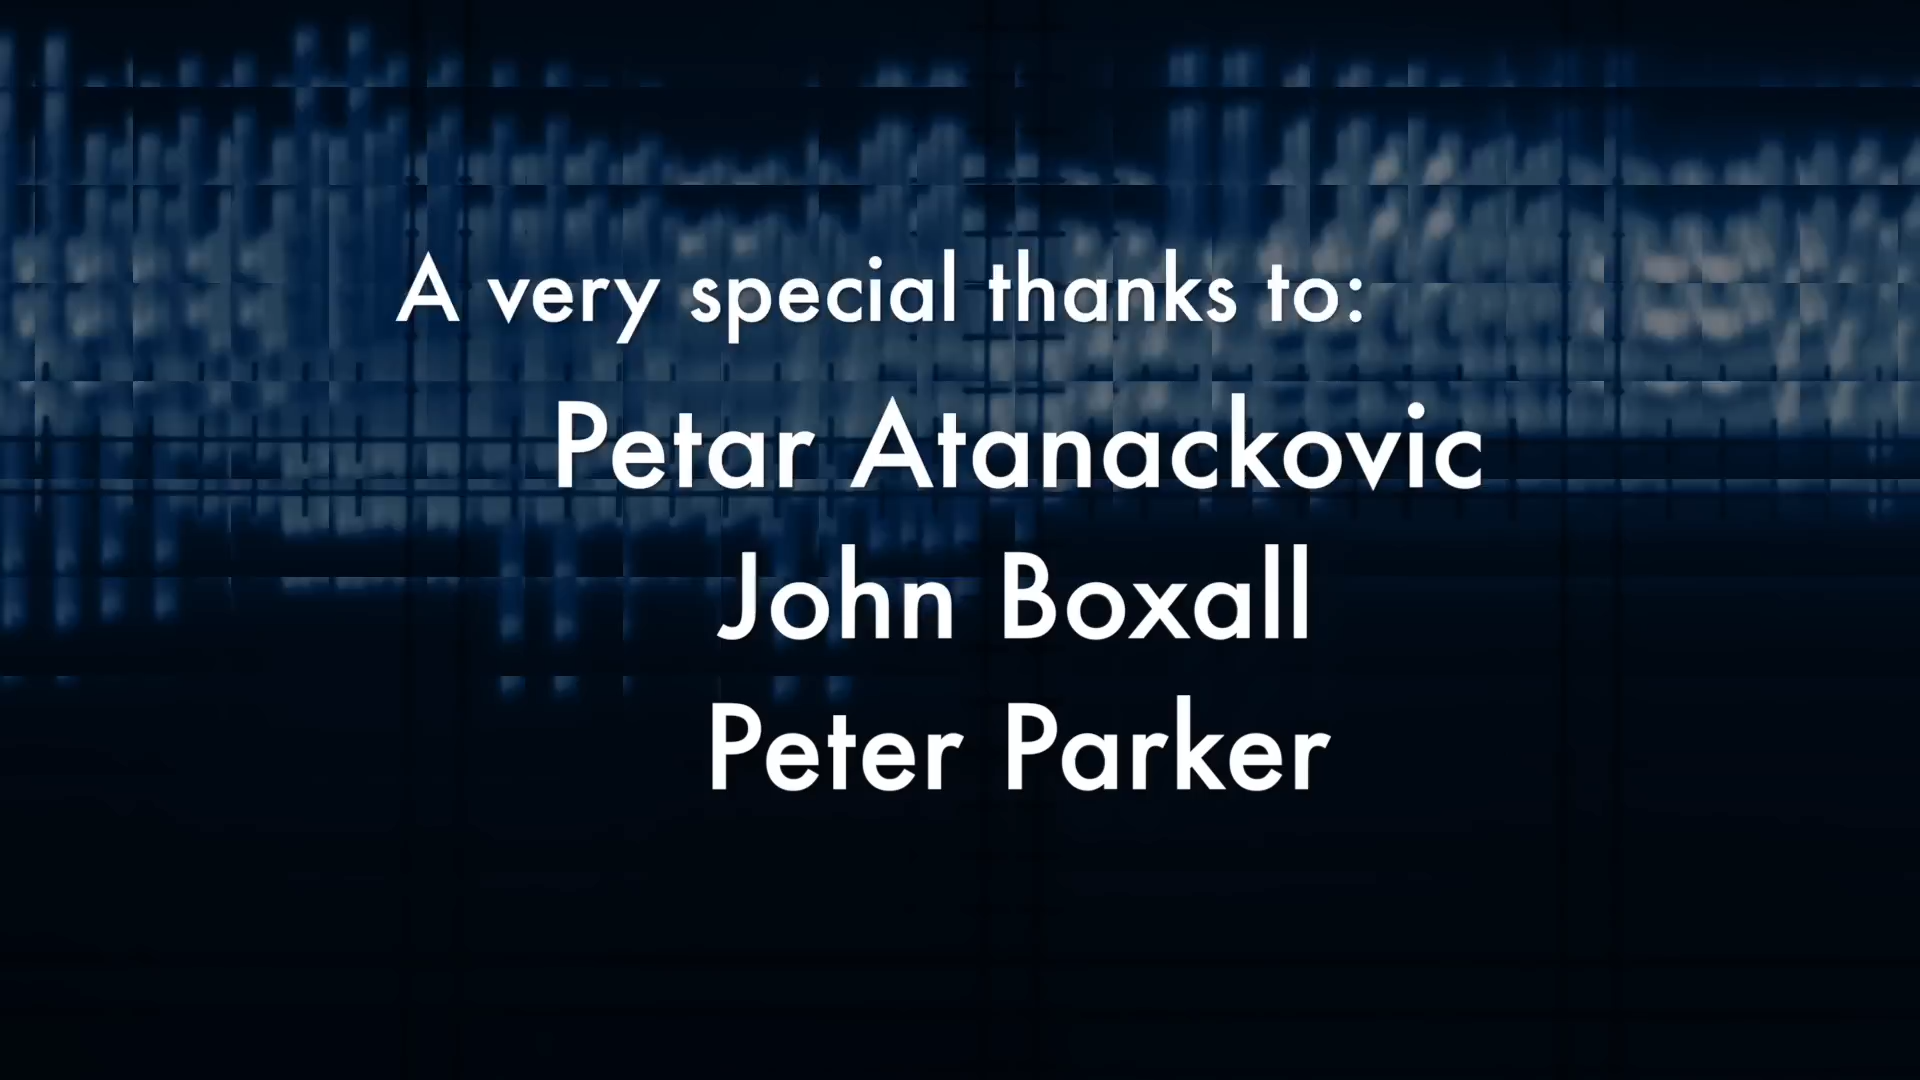 A very special thanks to:
Petar Atanackovic
John Boxall
Peter Parker